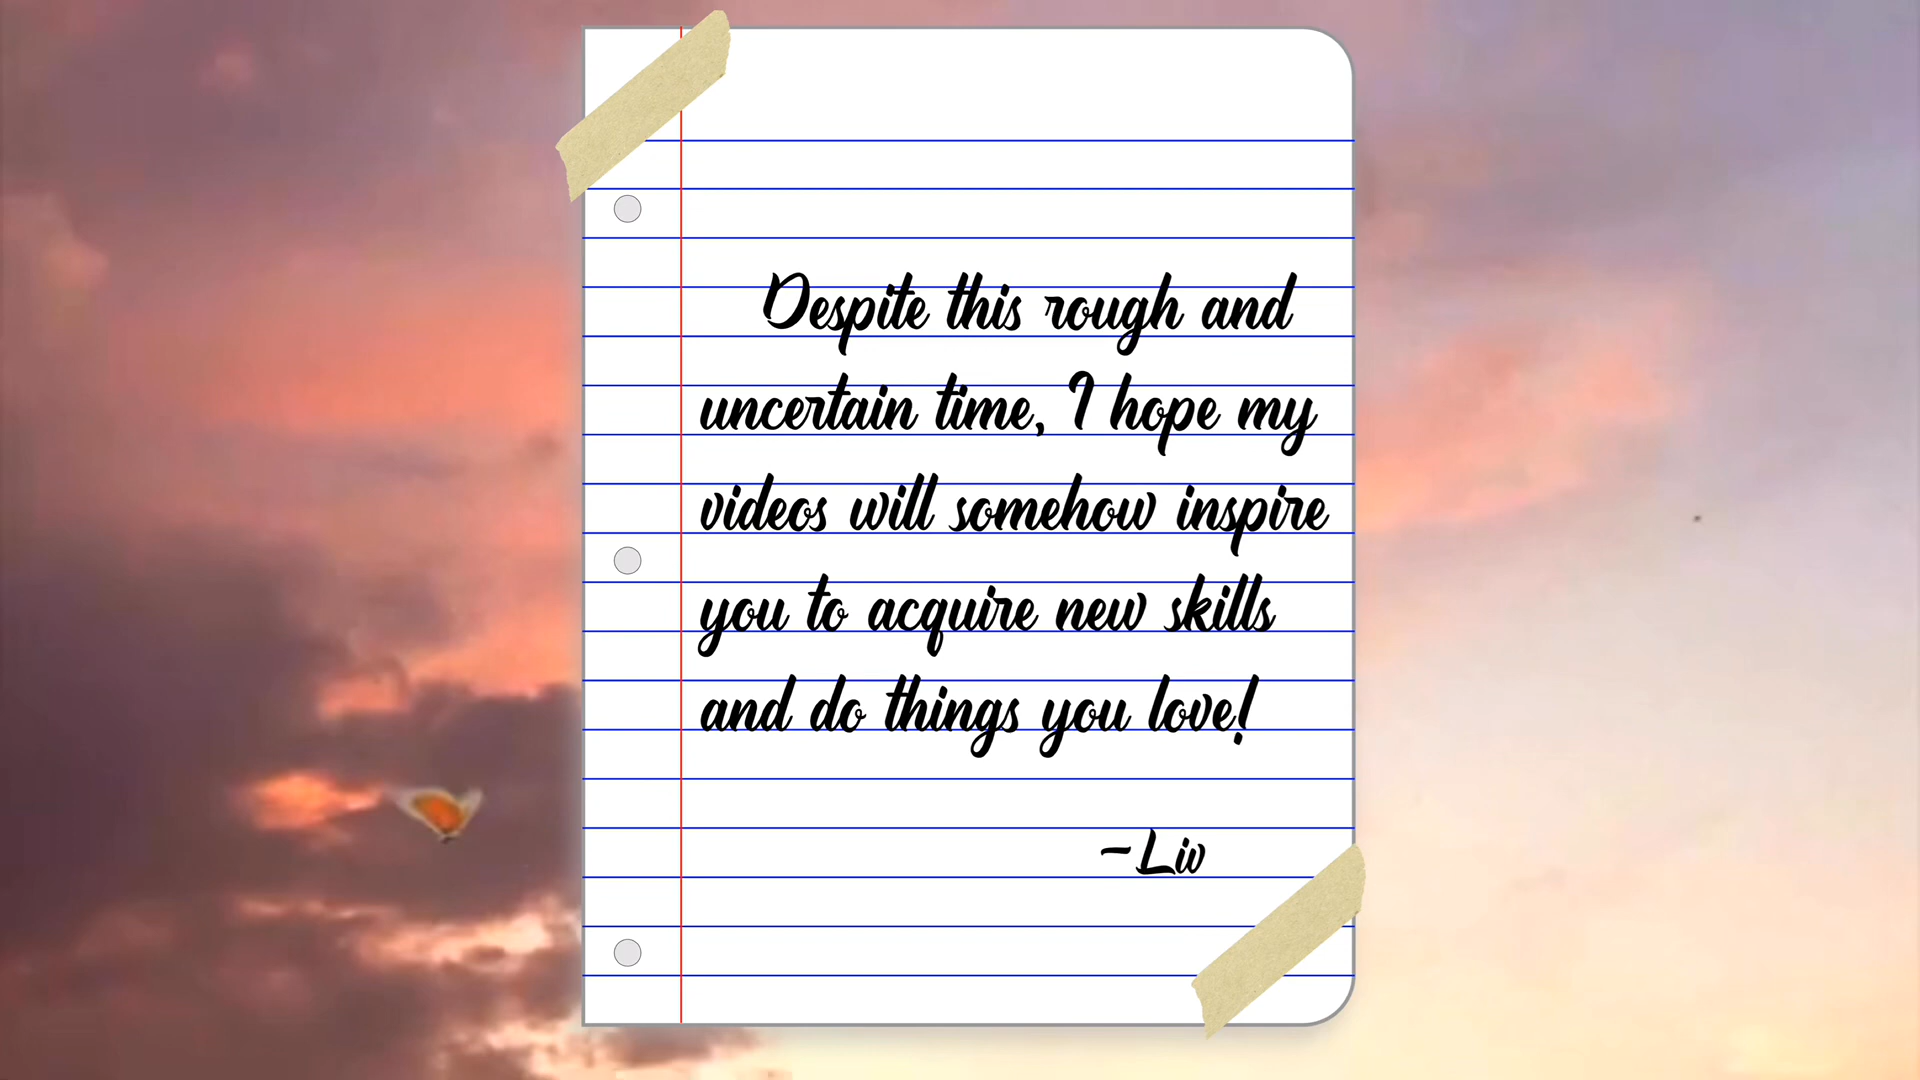 Despite this rough and
uncertain time, I hope my
videos will somehow inspire
you to acquire new skills
and do things you love!
~Liv